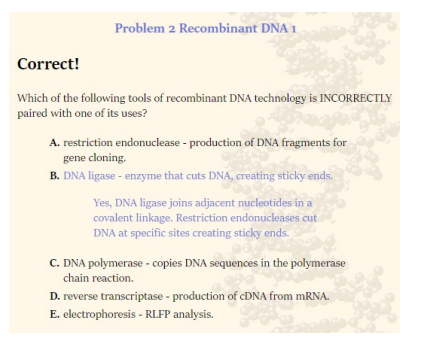 Problem 2 Recombinant DNA 1
Correct!
Which of the following tools of recombinant DNA technology is INCORRECTLY
paired with one of its uses?
A. restriction endonuclease - production of DNA fragments for
gene cloning.
B. DNA ligase - enzyme that cuts DNA, creating sticky ends.
Yes, DNA ligase joins adjacent nucleotides in a
covalent linkage. Restriction endonucleases cut
DNA at specific sites creating sticky ends.
C. DNA polymerase - copies DNA sequences in the polymerase
chain reaction.
D. reverse transcriptase - production of cDNA from mRNA.
E. electrophoresis - RLFP analysis.